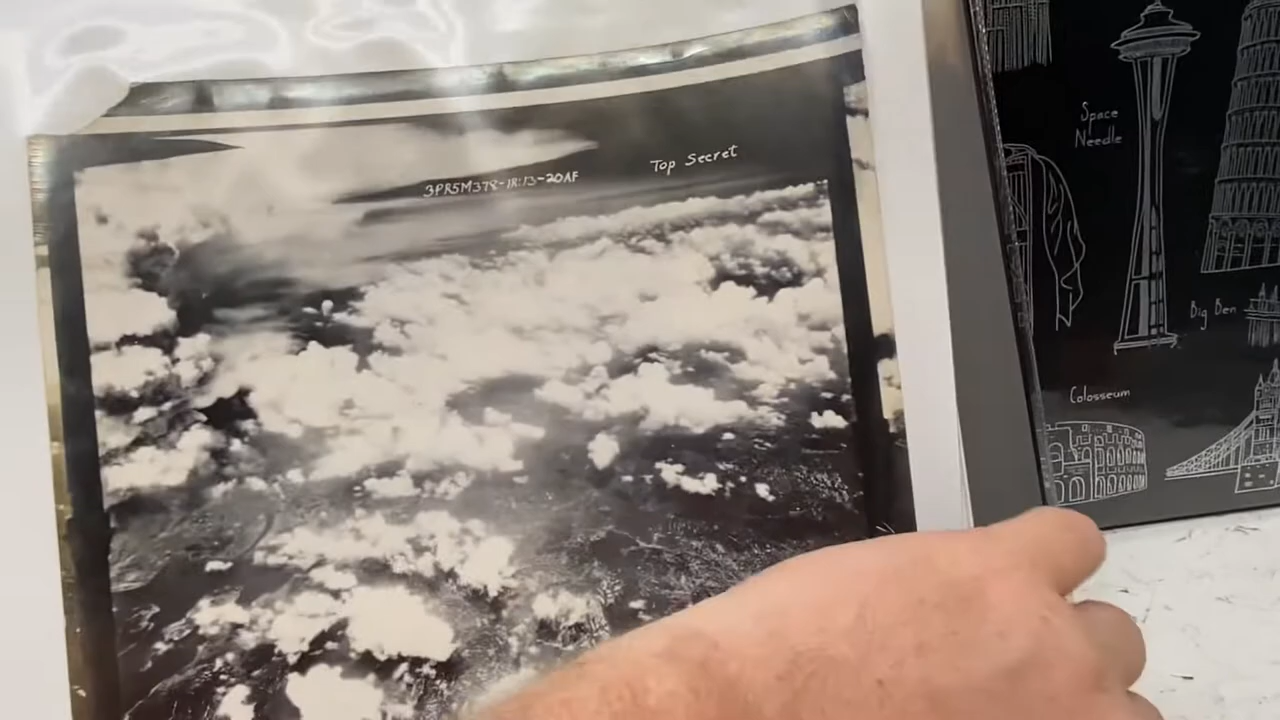 Top Secret
3PR5M378-1R:13-20AF
Space
Needle
Big Ben
Colosseum